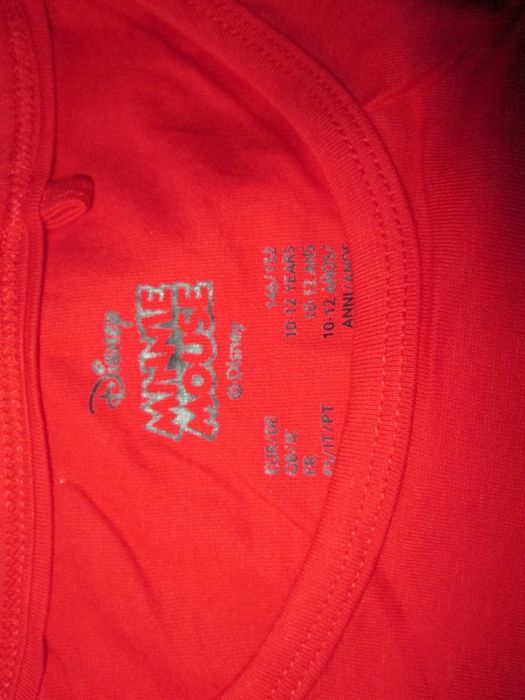 Disney
MINNIE
MOUSE
© Disney
EUR/DE 146/152
GB/IE 10-12 YEARS
FR 10-12 ANS
ES/IT/PT 10-12 AÑOS/
ANNI/ANOS